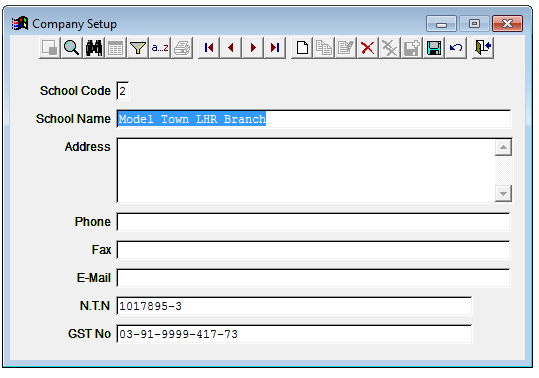 Company Setup
a...z
School Code 2
School Name Model Town LHR Branch
Address
Phone
Fax
E-Mail
N.T.N 1017895-3
GST No 03-91-9999-417-73